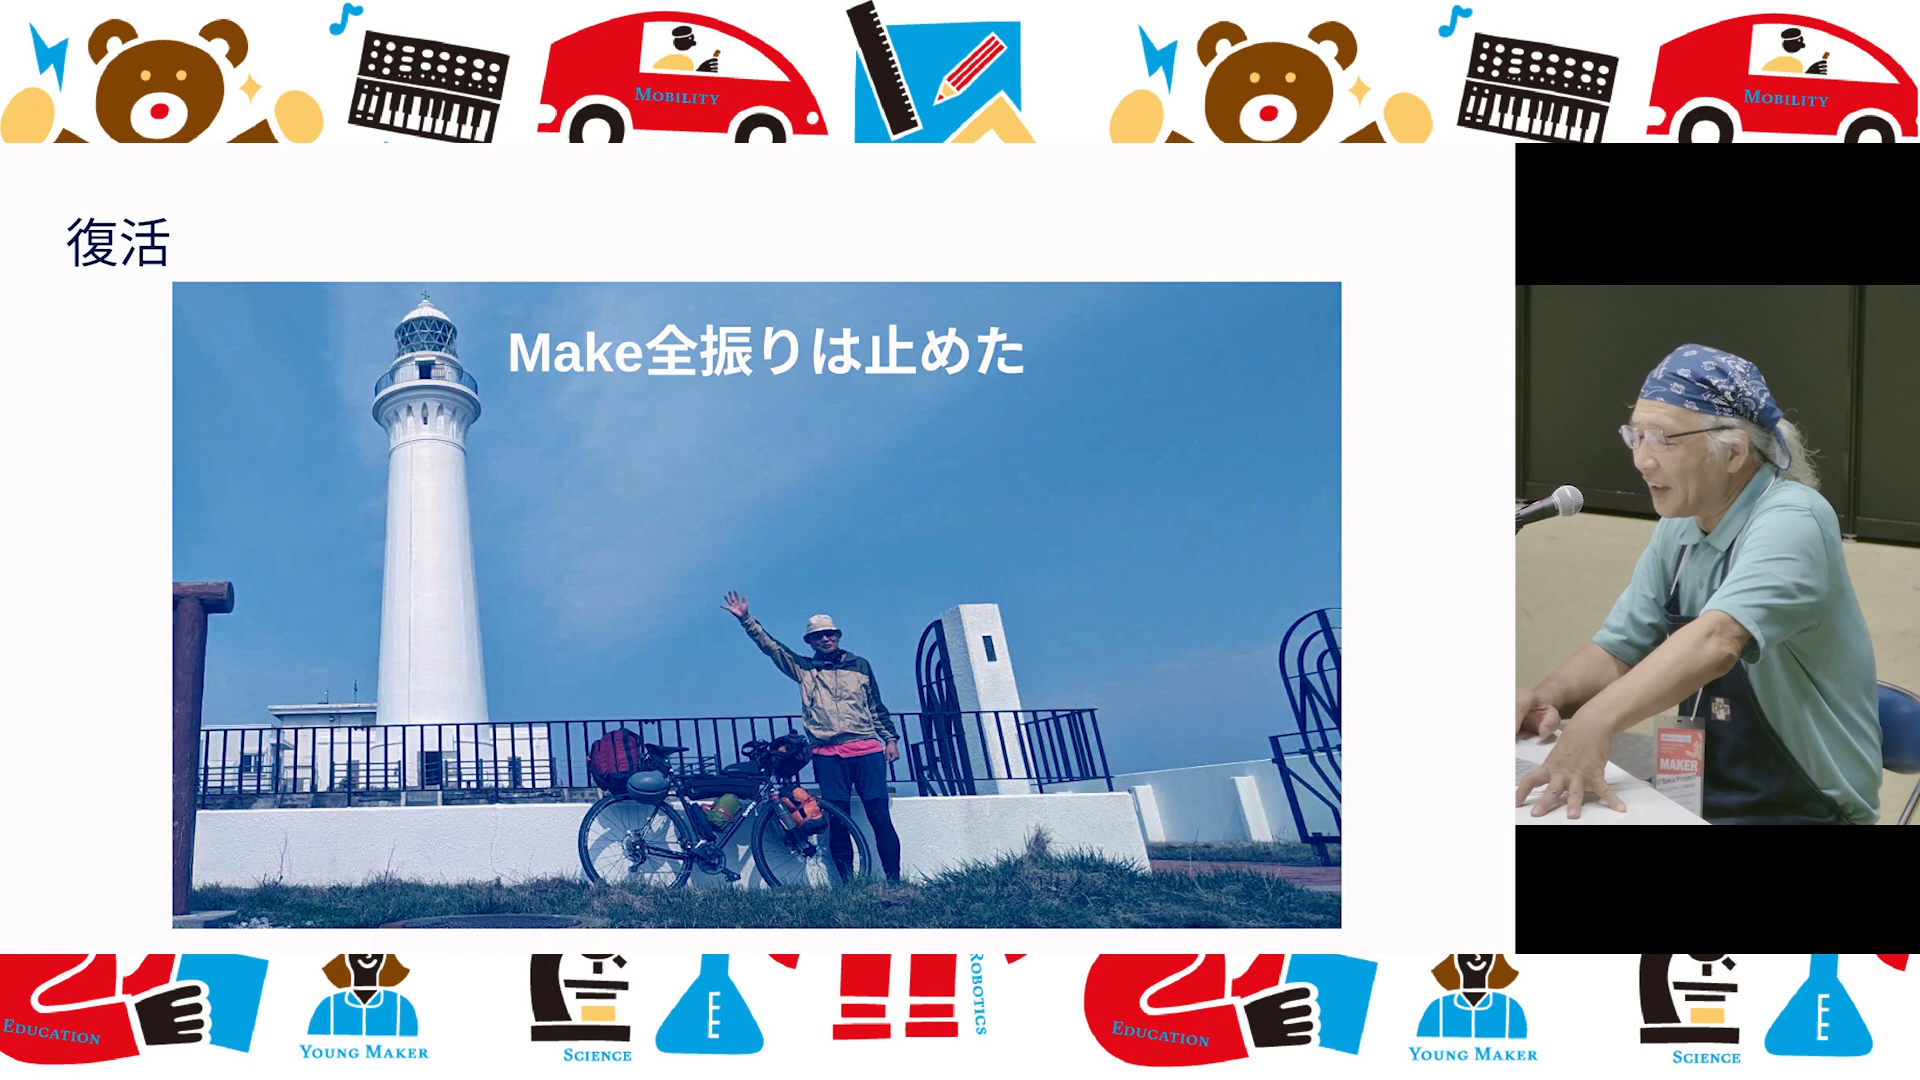 MOBILITY
MOBILITY
復活
Make全振りは止めた
MAKER
EDUCATION
YOUNG MAKER
SCIENCE
E
ROBOTICS
EDUCATION
YOUNG MAKER
SCIENCE
E